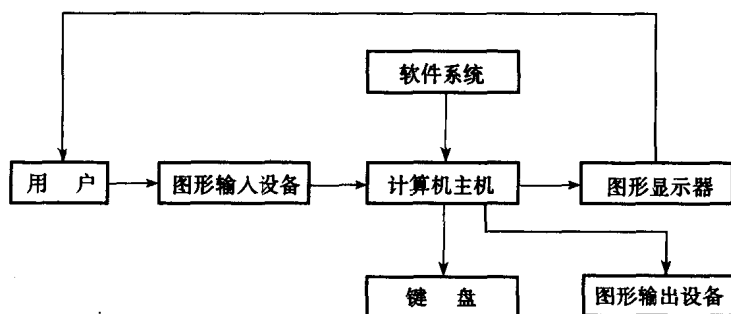 软件系统
用 户
图形输入设备
计算机主机
图形显示器
键 盘
图形输出设备